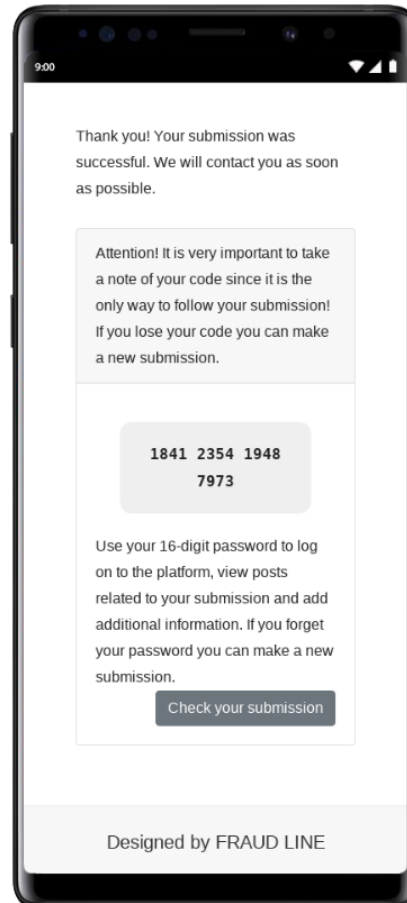 9:00
Thank you! Your submission was
successful. We will contact you as soon
as possible.
Attention! It is very important to take
a note of your code since it is the
only way to follow your submission!
If you lose your code you can make
a new submission.
1841 2354 1948
7973
Use your 16-digit password to log
on to the platform, view posts
related to your submission and add
additional information. If you forget
your password you can make a new
submission.
Check your submission
Designed by FRAUD LINE